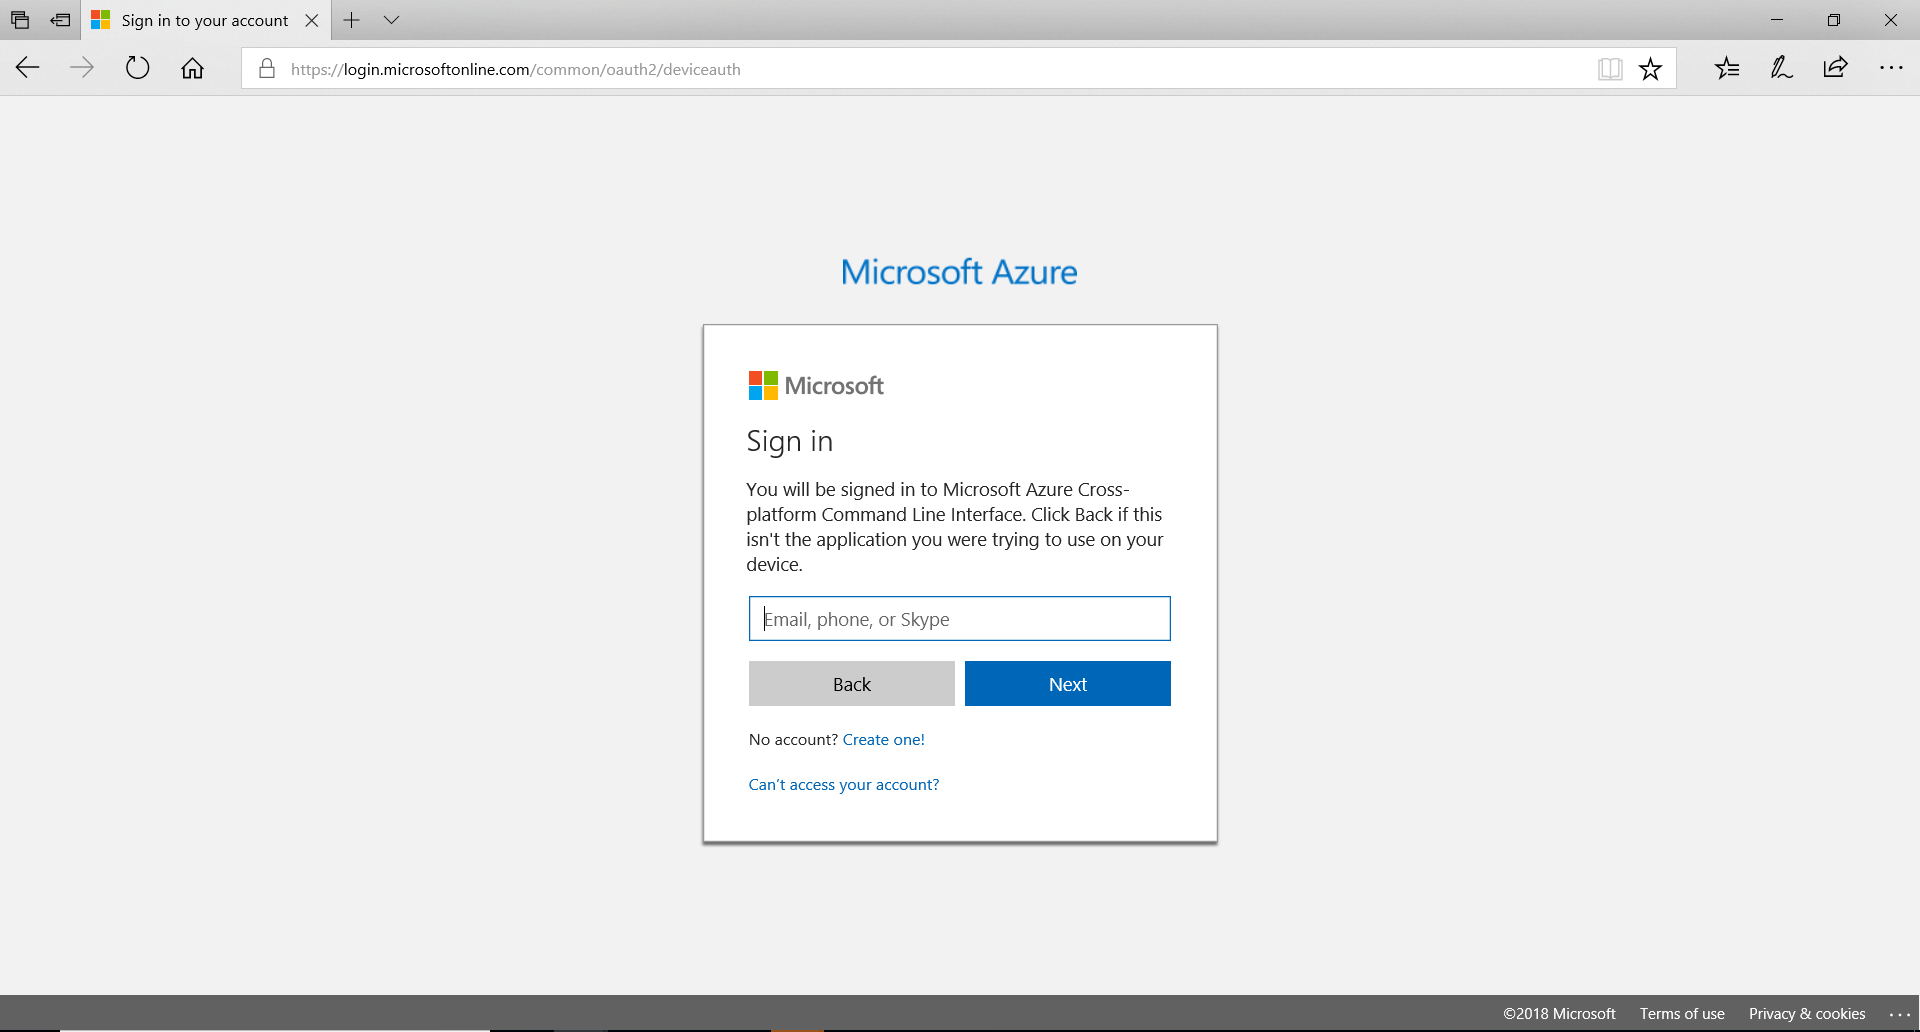 Sign in to your account
https://login.microsoftonline.com/common/oauth2/deviceauth
Microsoft Azure
Microsoft
Sign in
You will be signed in to Microsoft Azure Cross-
platform Command Line Interface. Click Back if this
isn't the application you were trying to use on your
device.
Email, phone, or Skype
Back Next
No account? Create one!
Can't access your account?
©2018 Microsoft Terms of use Privacy & cookies ...